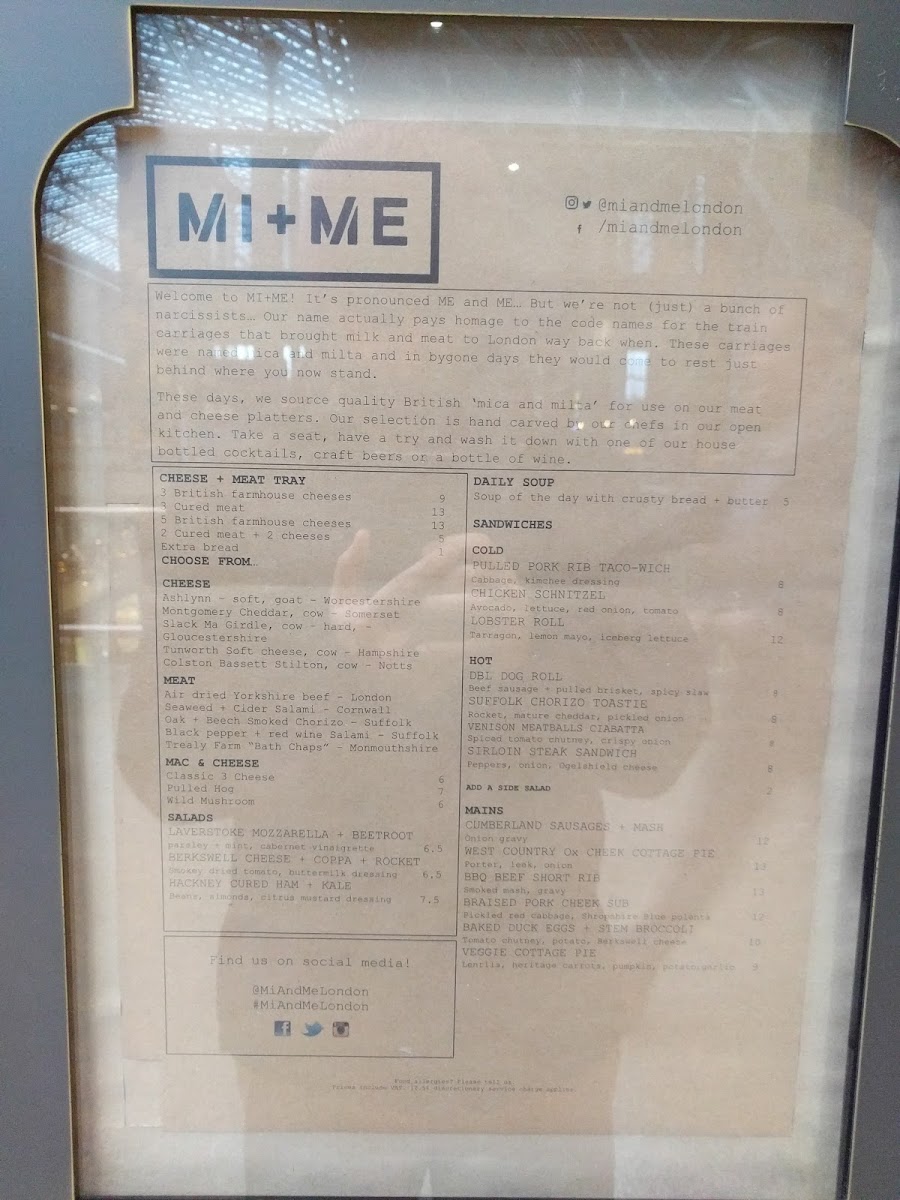 MI+ME
@miandmelondon
/miandmelondon
Welcome to MI+ME! It's pronounced ME and ME… But we're not (just) a bunch of
narcissists… Our name actually pays homage to the code names for the train
carriages that brought milk and meat to London way back when. These carriages
were named mica and milta and in bygone days they would come to rest just
behind where you now stand.
These days, we source quality British 'mica and milta' for use on our meat
and cheese platters. Our selection is hand carved by our chefs in our open
kitchen. Take a seat, have a try and wash it down with one of our house
bottled cocktails, craft beers or a bottle of wine.
CHEESE + MEAT TRAY
3 British farmhouse cheeses 9
3 Cured meat 13
5 British farmhouse cheeses 13
2 Cured meat + 2 cheeses 5
Extra bread 1
CHOOSE FROM…
CHEESE
Ashlynn - soft, goat - Worcestershire
Montgomery Cheddar, cow - Somerset
Slack Ma Girdle, cow - hard, -
Gloucestershire
Tunworth Soft cheese, cow - Hampshire
Colston Bassett Stilton, cow - Notts
MEAT
Air dried Yorkshire beef - London
Seaweed + Cider Salami - Cornwall
Oak + Beech Smoked Chorizo - Suffolk
Black pepper + red wine Salami - Suffolk
Trealy Farm "Bath Chaps" - Monmouthshire
MAC & CHEESE
Classic 3 Cheese 6
Pulled Hog 7
Wild Mushroom 6
SALADS
LAVERSTOKE MOZZARELLA + BEETROOT
parsley + mint, cabernet vinaigrette 6.5
BERKSWELL CHEESE + COPPA + ROCKET
Smokey dried tomato, buttermilk dressing 6.5
HACKNEY CURED HAM + KALE
Beans, almonds, citrus mustard dressing 7.5
Find us on social media!
@MiAndMeLondon
#MiAndMeLondon
DAILY SOUP
Soup of the day with crusty bread + butter 5
SANDWICHES
COLD
PULLED PORK RIB TACO-WICH
Cabbage, kimchee dressing 8
CHICKEN SCHNITZEL
Avocado, lettuce, red onion, tomato 8
LOBSTER ROLL
Tarragon, lemon mayo, iceberg lettuce 12
HOT
DBL DOG ROLL
Beef sausage + pulled brisket, spicy slaw 8
SUFFOLK CHORIZO TOASTIE
Rocket, mature cheddar, pickled onion 8
VENISON MEATBALLS CIABATTA
Spiced tomato chutney, crispy onion 8
SIRLOIN STEAK SANDWICH
Peppers, onion, Ogelshield cheese 8
ADD A SIDE SALAD 2
MAINS
CUMBERLAND SAUSAGES + MASH
Onion gravy 12
WEST COUNTRY Ox CHEEK COTTAGE PIE
Porter, leek, onion 13
BBQ BEEF SHORT RIB
Smoked mash, gravy 13
BRAISED PORK CHEEK SUB
Pickled red cabbage, Shropshire Blue polenta 12
BAKED DUCK EGGS + STEM BROCCOLI
Tomato chutney, potato, Berkswell cheese 10
VEGGIE COTTAGE PIE
Lentils, heritage carrots, pumpkin, potato garlic 9
Food allergies? Please tell us.
Prices include VAT. 12.5% discretionary service charge applies.